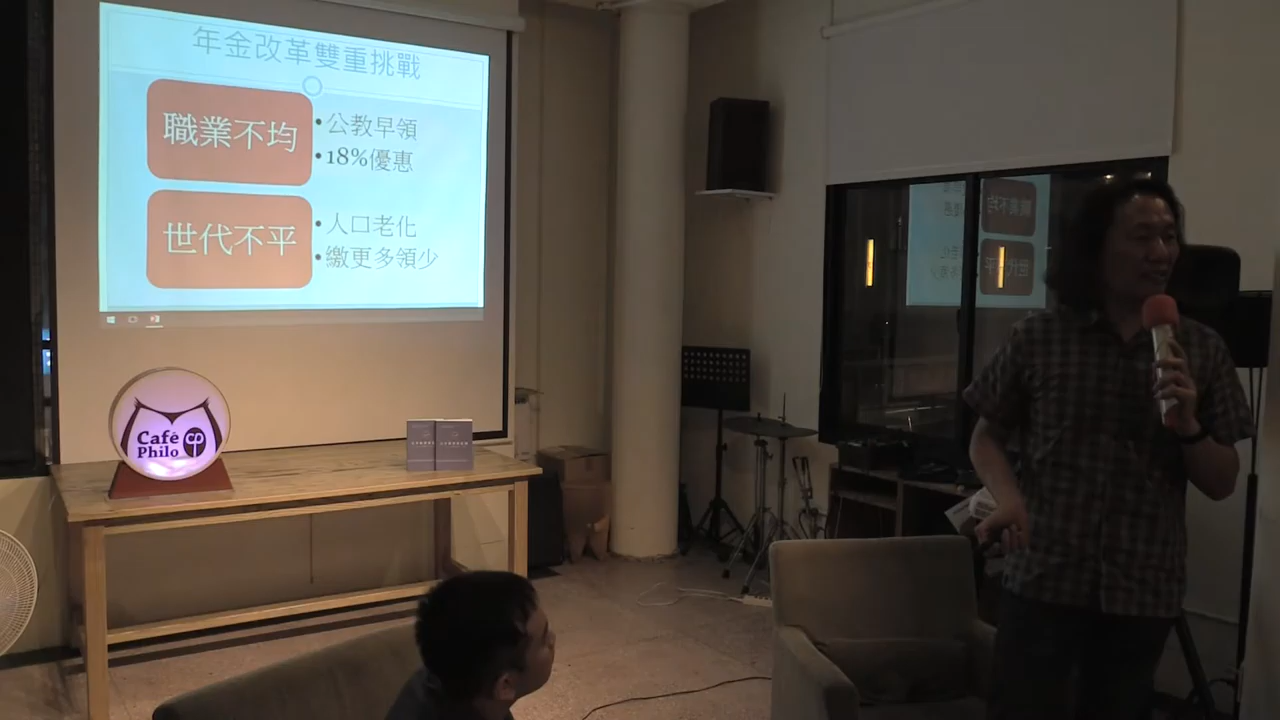 年金改革雙重挑戰
職業不均
•公教早領
•18%優惠
世代不平
•人口老化
•繳更多領少
Café
Philo
cp